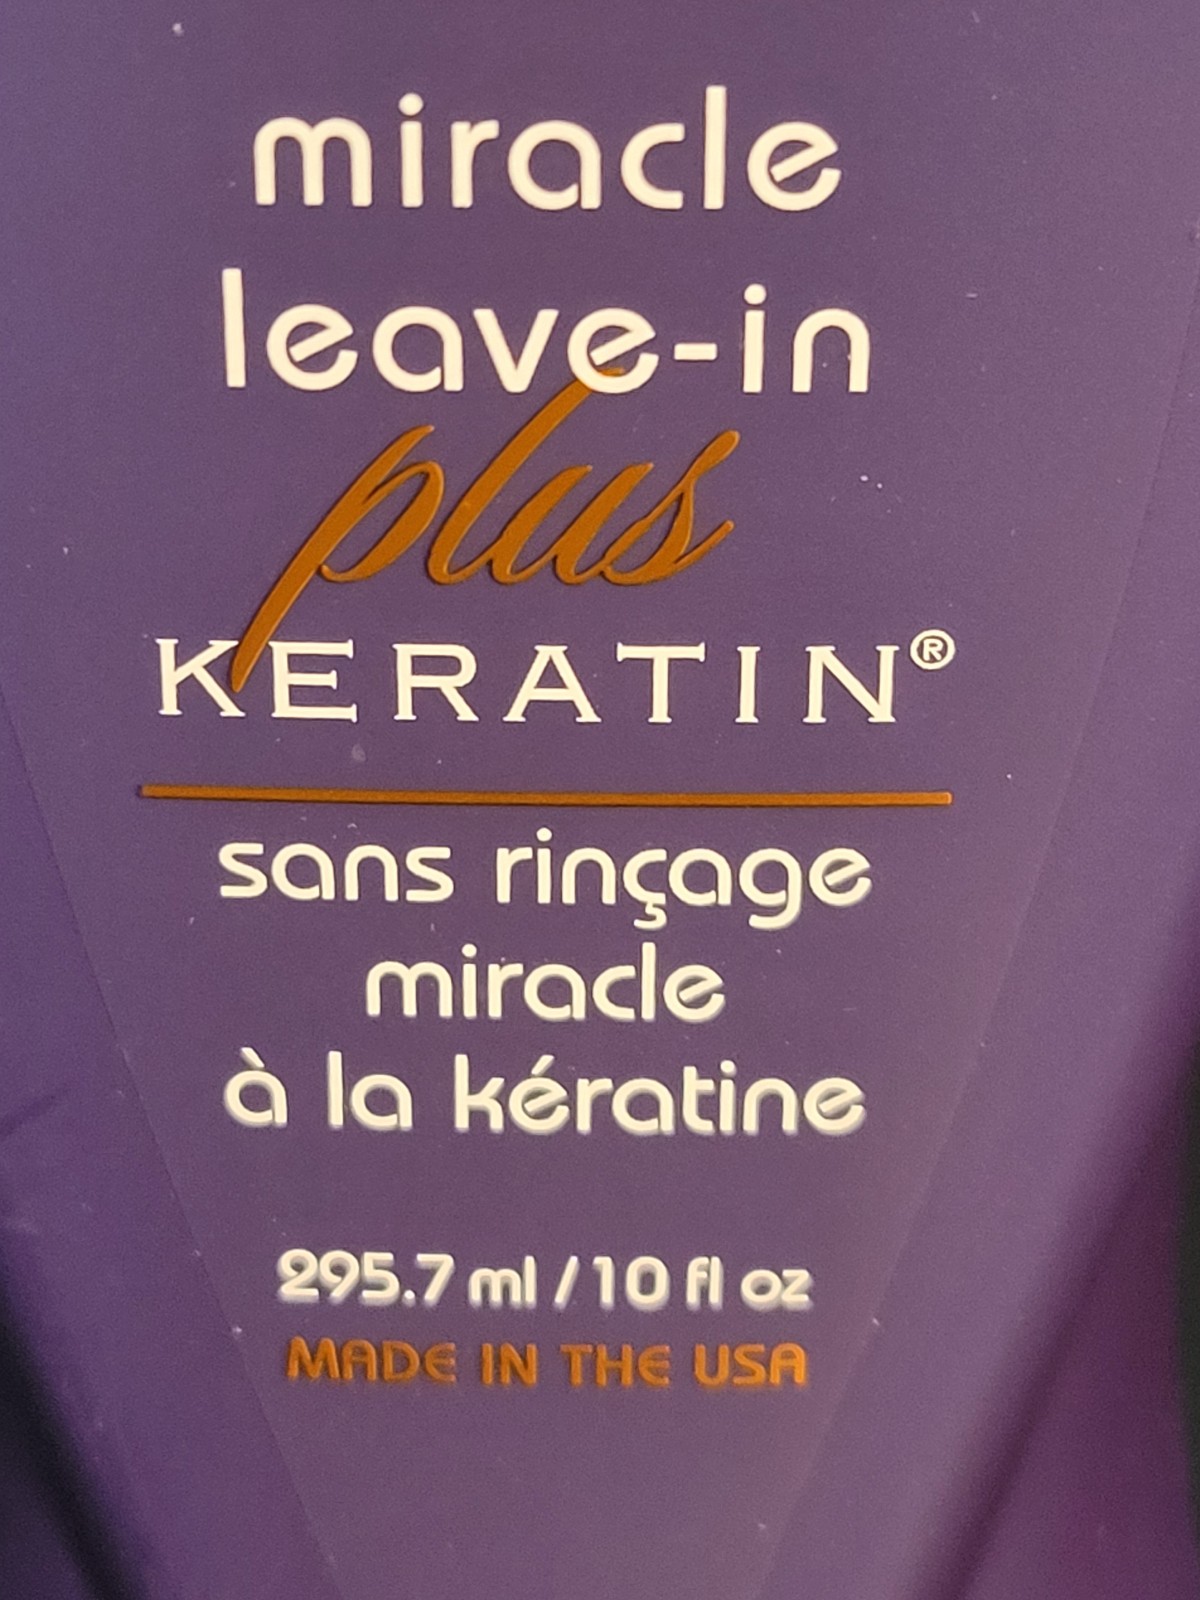 miracle
leave-in
plus
KERATIN®
sans rinçage
miracle
à la kératine
295.7 ml / 10 fl oz
MADE IN THE USA